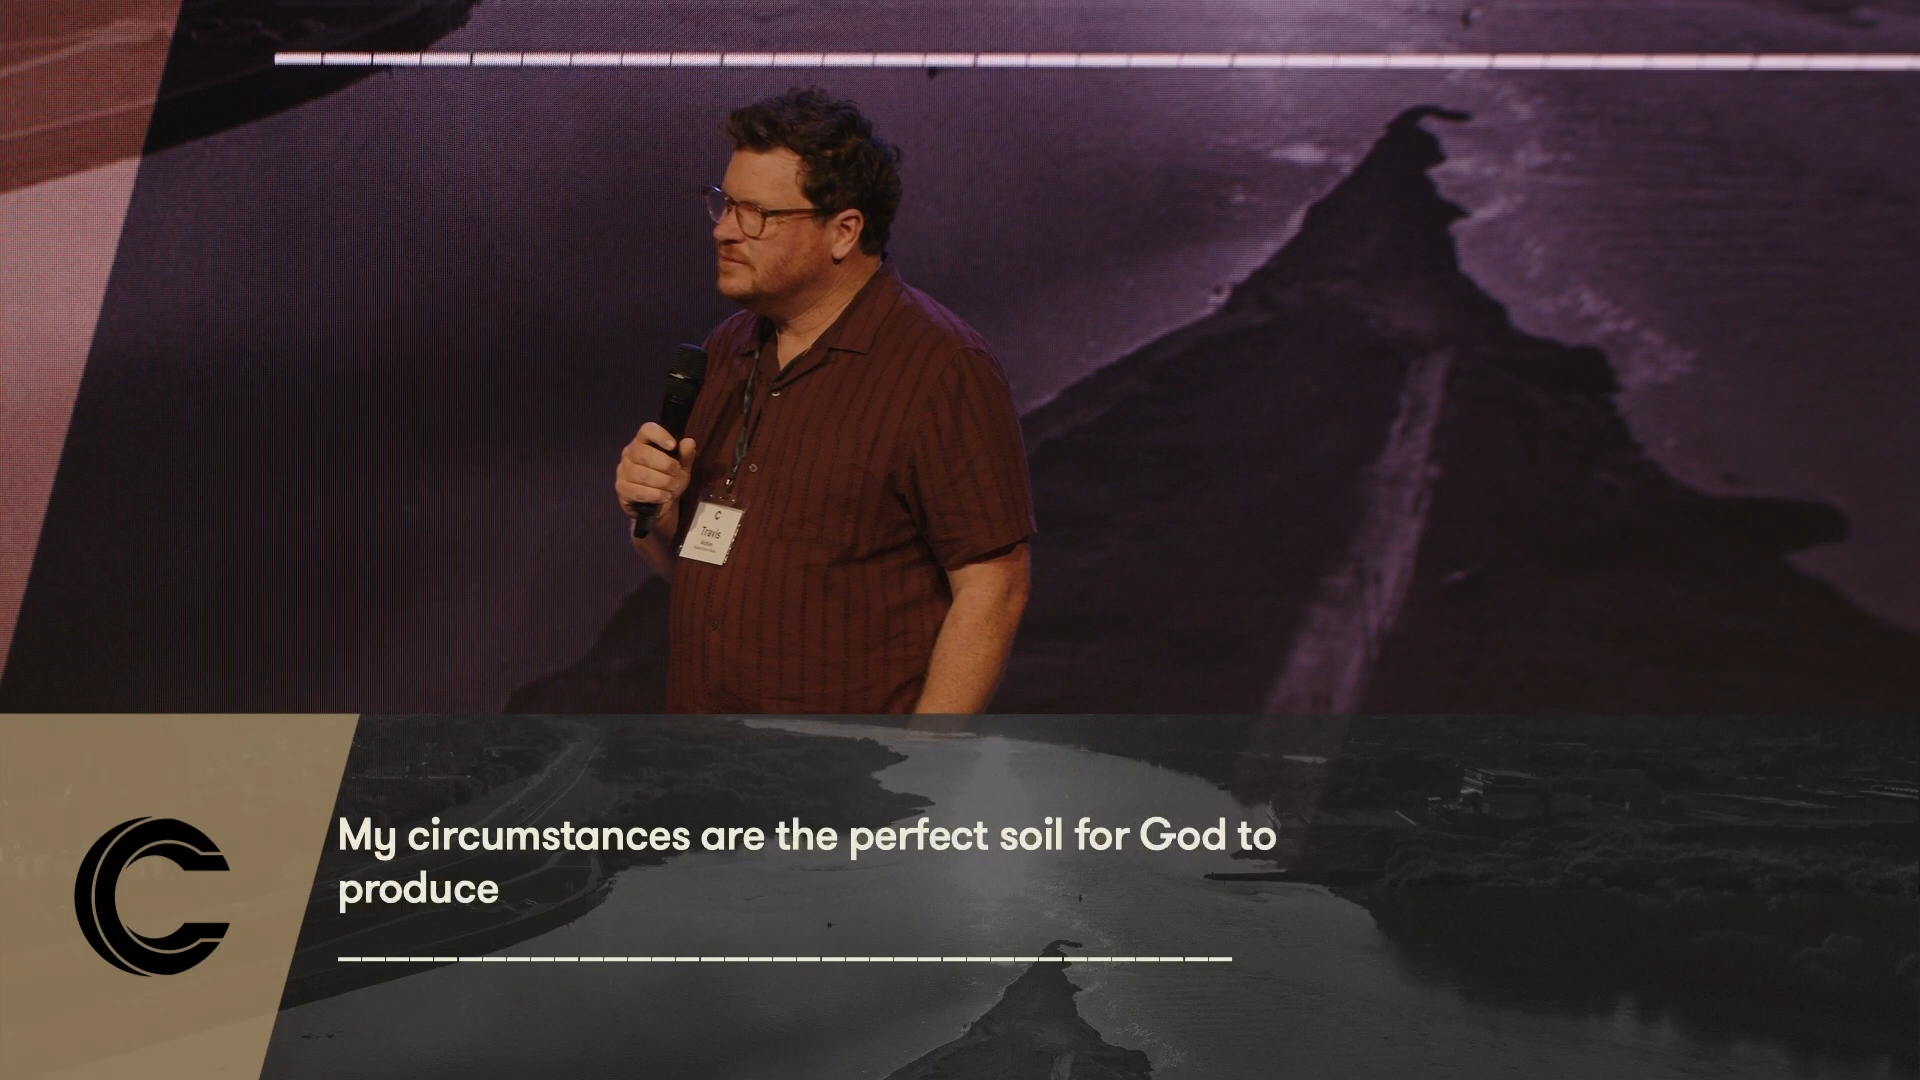 C
Travis
My circumstances are the perfect soil for God to
produce